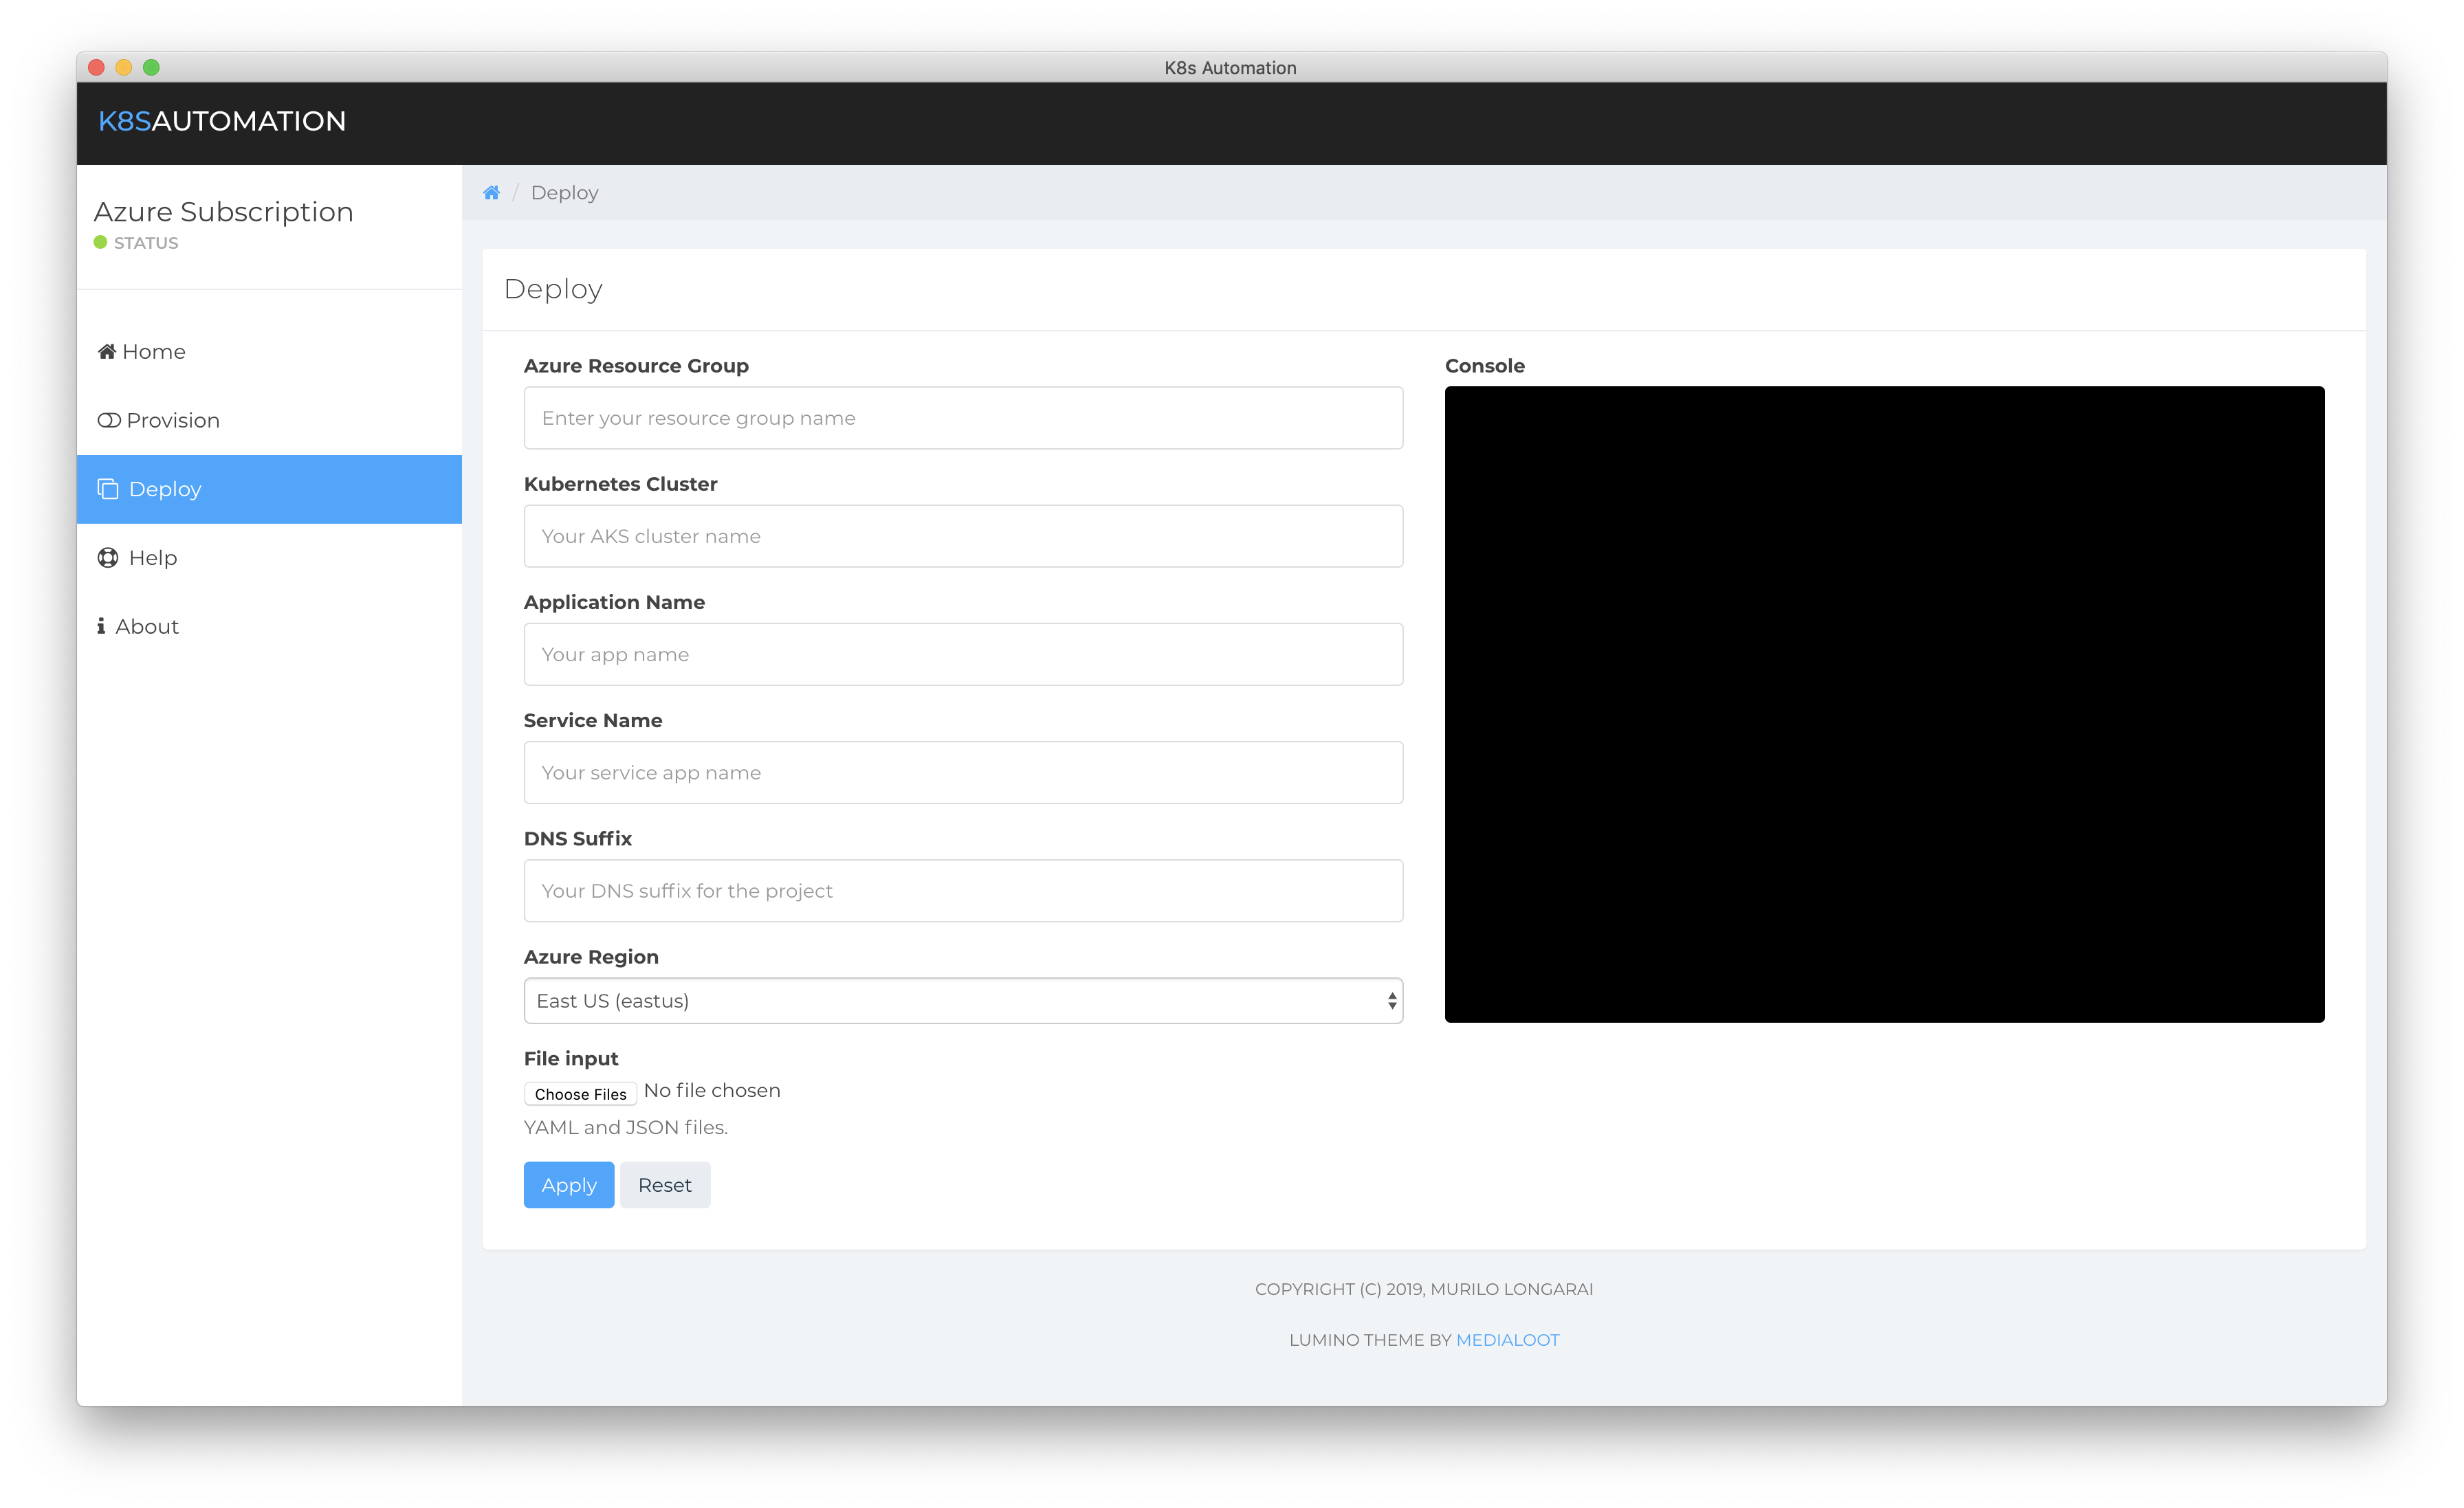 K8s Automation
K8SAUTOMATION
Azure Subscription
STATUS
Home
Provision
Deploy
Help
About
/ Deploy
Deploy
Azure Resource Group
Enter your resource group name
Kubernetes Cluster
Your AKS cluster name
Application Name
Your app name
Service Name
Your service app name
DNS Suffix
Your DNS suffix for the project
Azure Region
East US (eastus)
File input
Choose Files No file chosen
YAML and JSON files.
Apply Reset
Console
COPYRIGHT (C) 2019, MURILO LONGARAI
LUMINO THEME BY MEDIALOOT